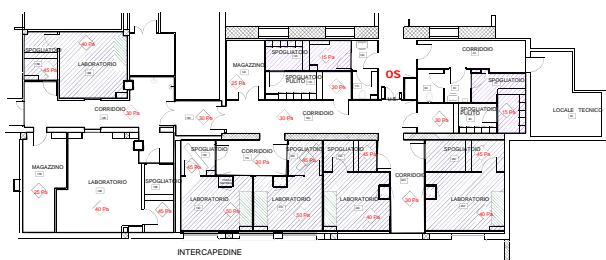 40 Pa
CORRIDOIO
SPOGLIATOIO
15 Pa
LABORATORIO
MAGAZZINO
OS
SPOGLIATOIO
45 Pa
SPOGLIATOIO
PULITO
25 Pa
30 Pa
LOCALE TECNICO
CORRIDOIO
30 Pa
30 Pa
30 Pa
CORRIDOIO
SPOGLIATOIO
PULITO
15 Pa
30 Pa
SPOGLIATOIO
CORRIDOIO
SPOGLIATOIO
SPOGLIATOIO
45 Pa
SPOGLIATOIO
45 Pa
MAGAZZINO
45 Pa
30 Pa
45 Pa
LABORATORIO
SPOGLIATOIO
CORRIDOIO
25 Pa
LABORATORIO
LABORATORIO
LABORATORIO
30 Pa
LABORATORIO
40 Pa
45 Pa
50 Pa
50 Pa
40 Pa
40 Pa
INTERCAPEDINE